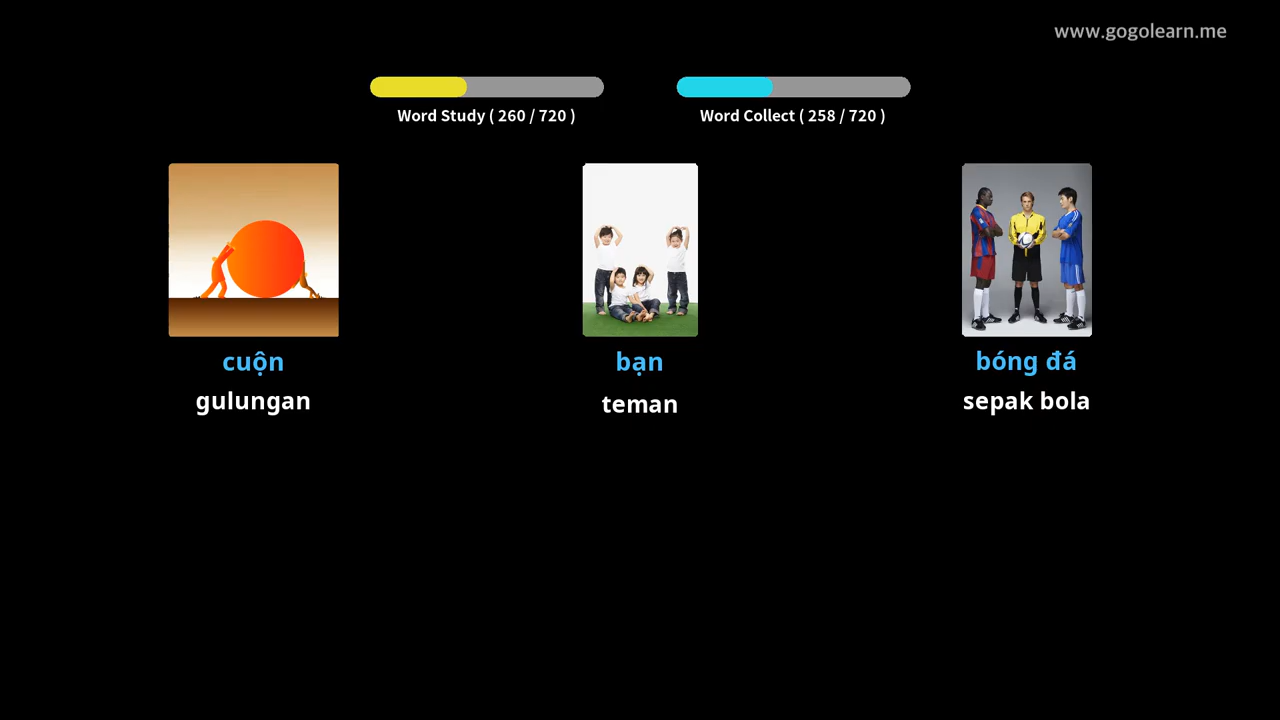 www.gogolearn.me
Word Study ( 260 / 720 )
Word Collect ( 258 / 720 )
cuộn
gulungan
bạn
teman
bóng đá
sepak bola